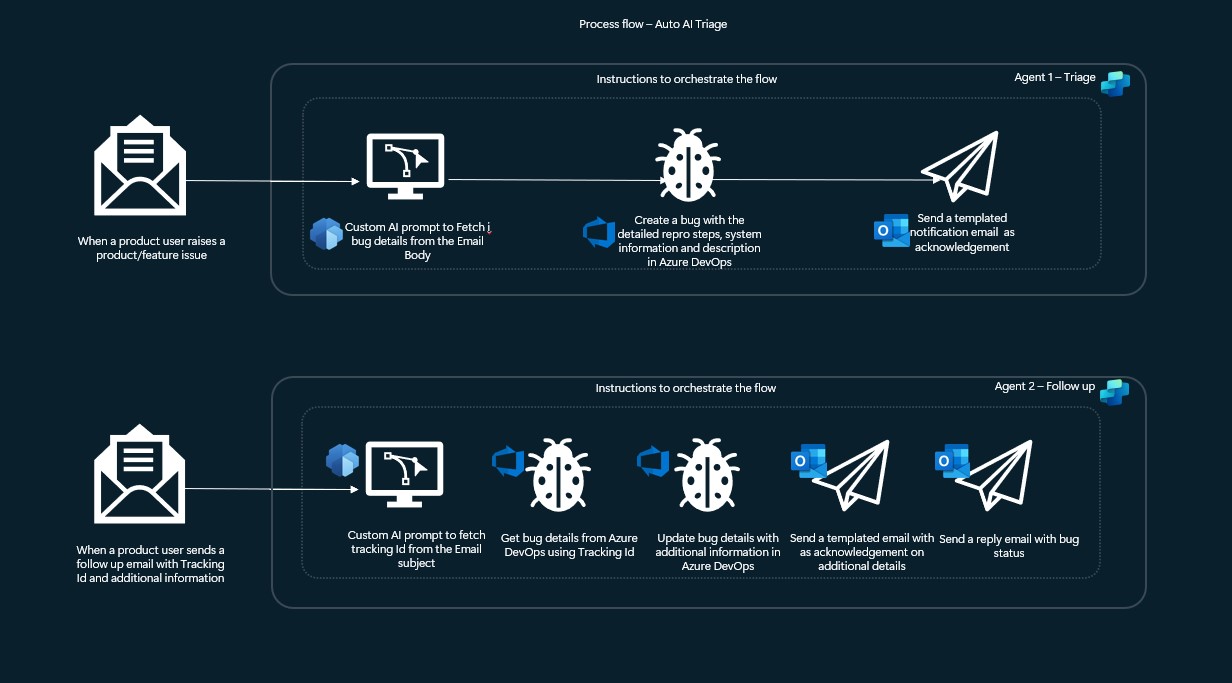 Process flow – Auto AI Triage
Instructions to orchestrate the flow
Agent 1 – Triage
When a product user raises a
product/feature issue
Custom AI prompt to Fetch i
bug details from the Email
Body
Create a bug with the
detailed repro steps, system
information and description
in Azure DevOps
O
Send a templated
notification email as
acknowledgement
Instructions to orchestrate the flow
Agent 2 – Follow up
When a product user sends a
follow up email with Tracking
Id and additional information
Custom AI prompt to fetch
tracking Id from the Email
subject
Get bug details from Azure
DevOps using Tracking Id
Update bug details with
additional information in
Azure DevOps
O
Send a templated email with
as acknowledgement on
additional details
O
Send a reply email with bug
status